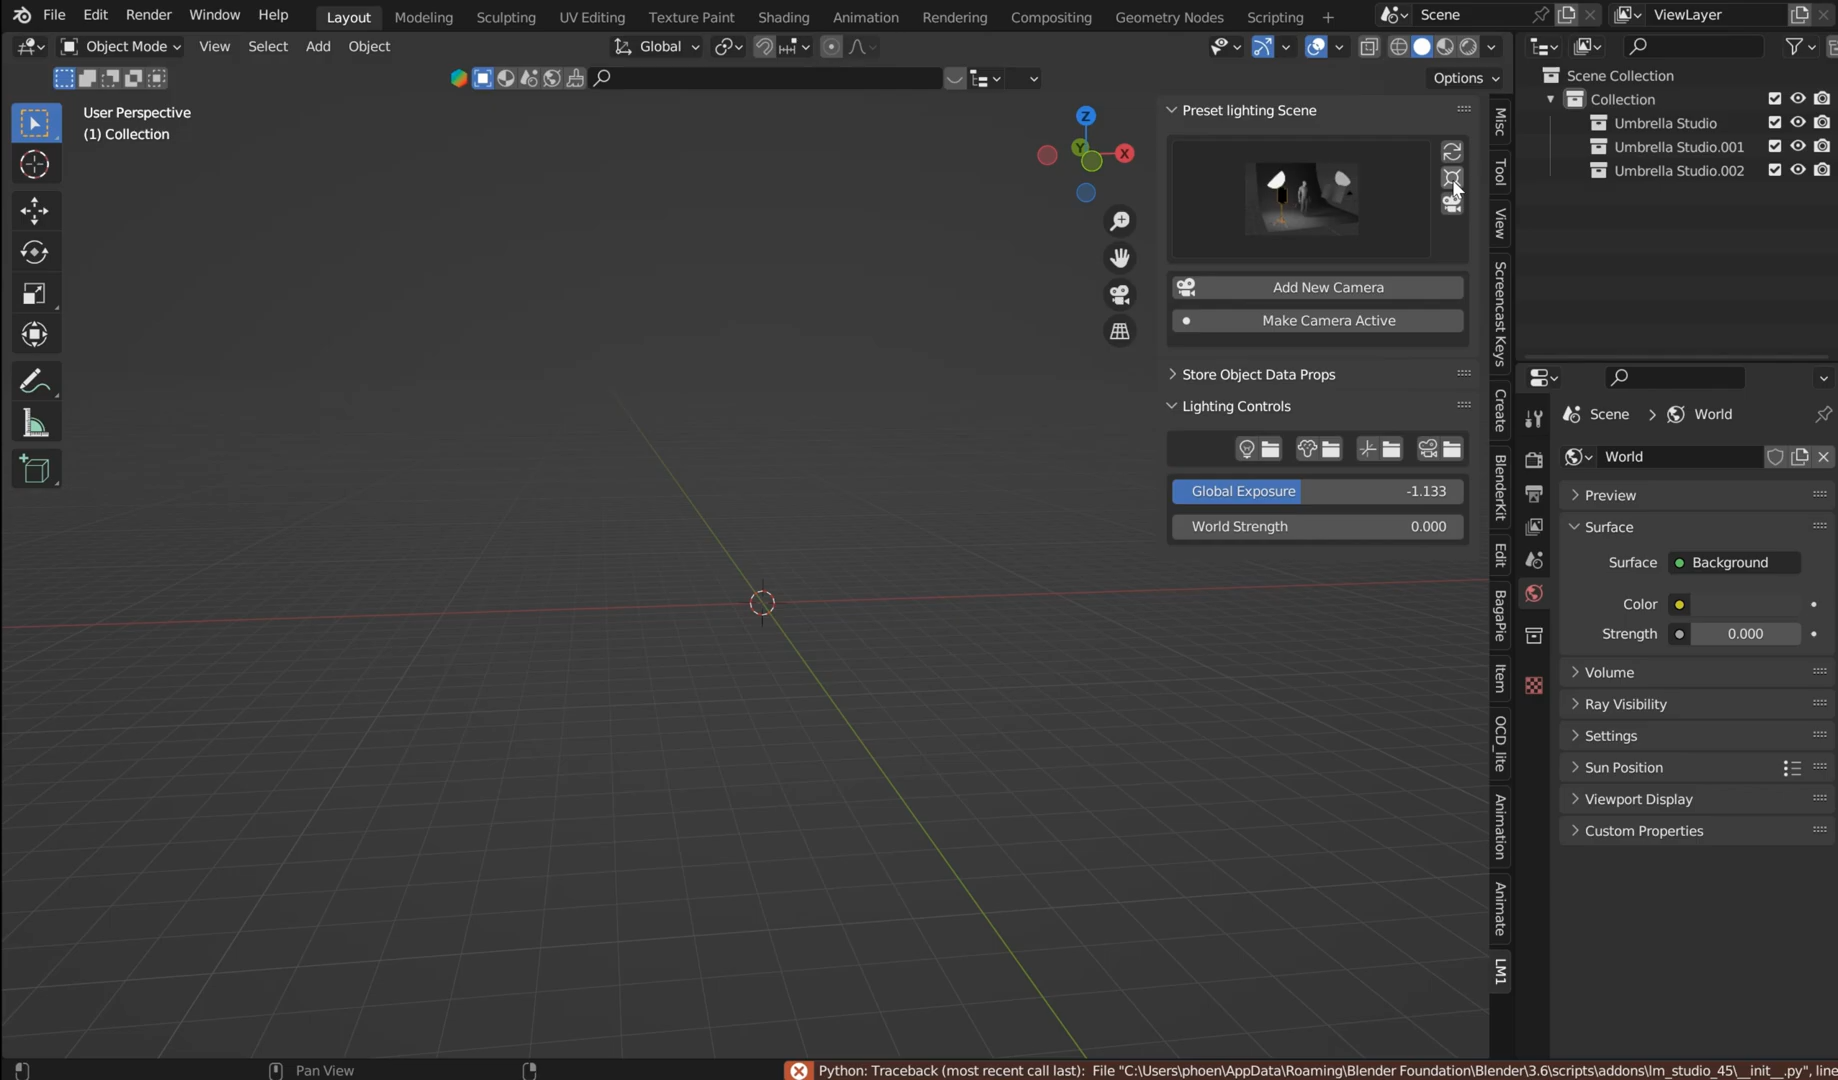 File Edit Render Window Help Layout Modeling Sculpting UV Editing Texture Paint Shading Animation Rendering Compositing Geometry Nodes Scripting + Scene ViewLayer
Object Mode View Select Add Object Global
Options
User Perspective
(1) Collection
Z
Y
X
Preset lighting Scene
Add New Camera
Make Camera Active
Store Object Data Props
Lighting Controls
Global Exposure -1.133
World Strength 0.000
Misc
Tool
View
Screencast Keys
Create
BlenderKit
Edit
BagaPie
Item
OCD_lite
Animation
Animate
LM1
Scene Collection
Collection
Umbrella Studio
Umbrella Studio.001
Umbrella Studio.002
Scene > World
World
Preview
Surface
Surface Background
Color
Strength 0.000
Volume
Ray Visibility
Settings
Sun Position
Viewport Display
Custom Properties
Pan View
Python: Traceback (most recent call last): File "C:\Users\phoen\AppData\Roaming\Blender Foundation\Blender\3.6\scripts\addons\lm_studio_45\__init__.py", line